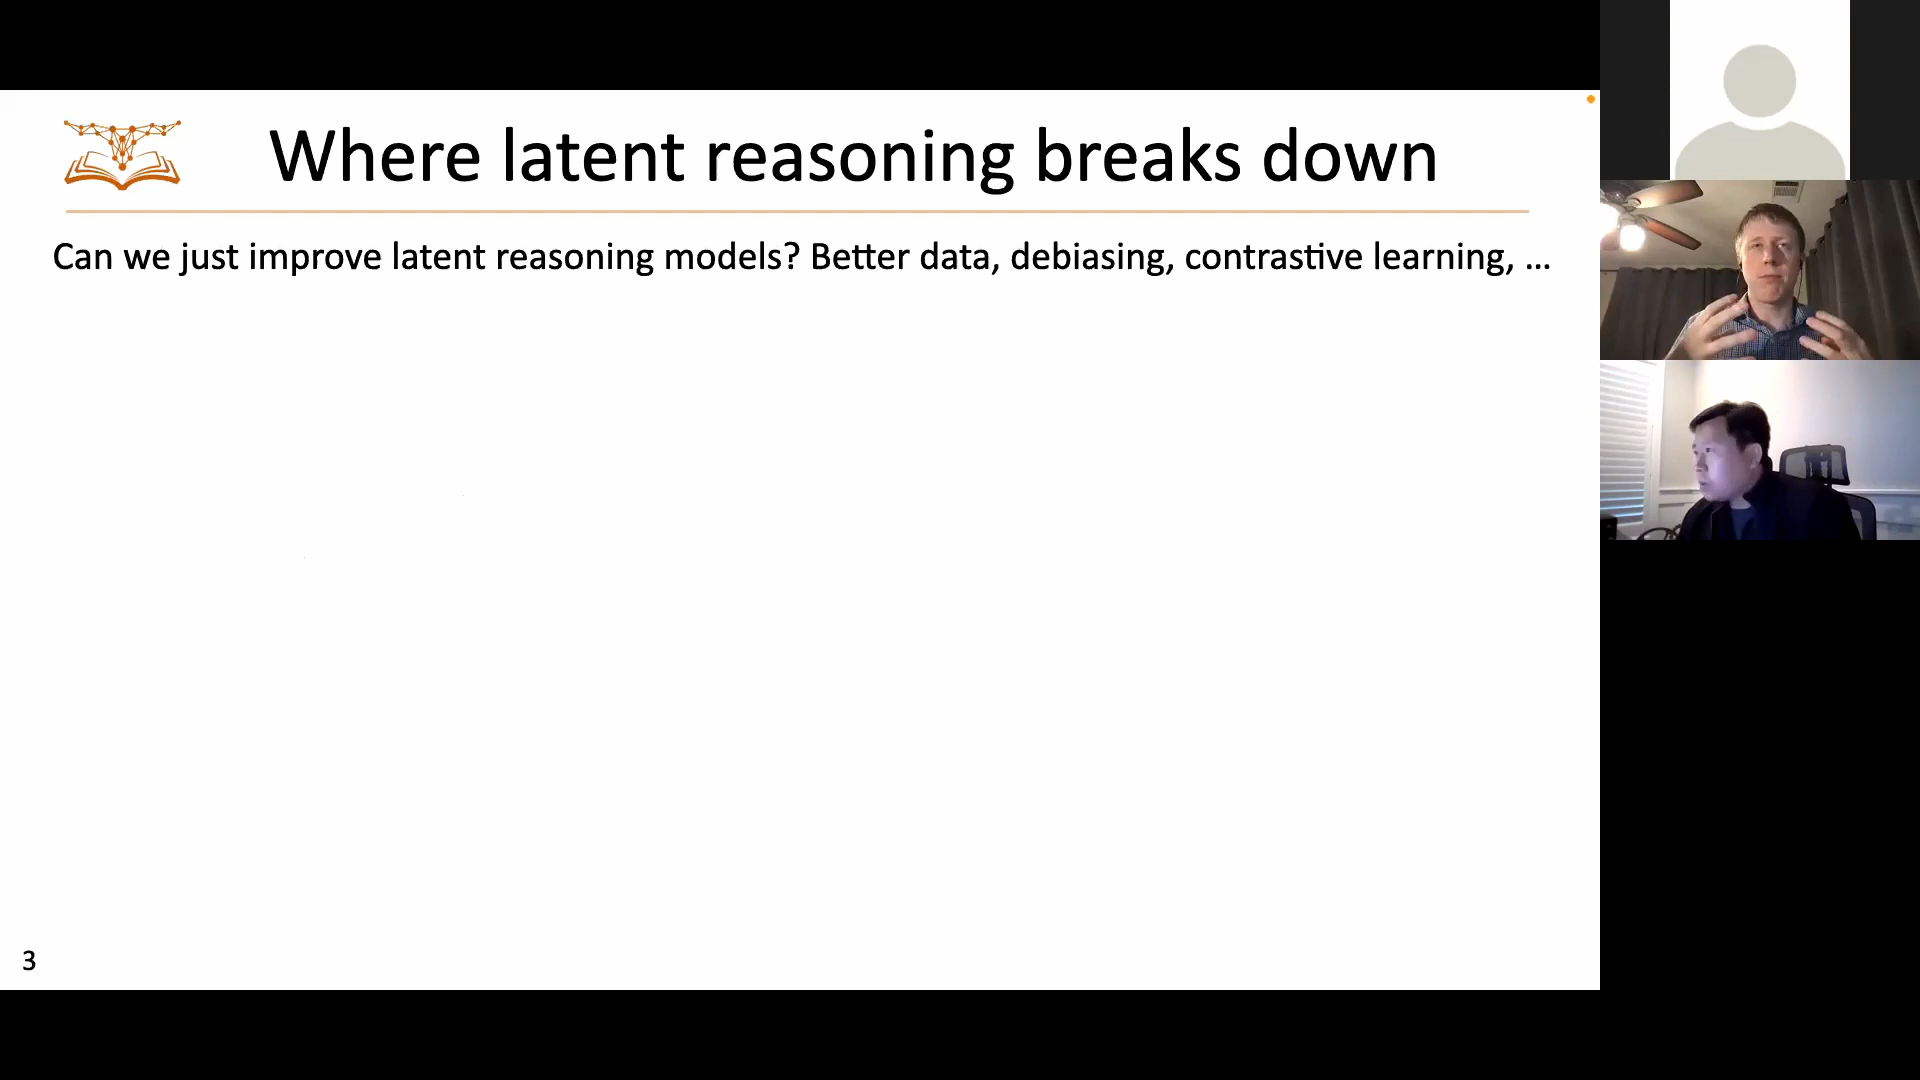 Where latent reasoning breaks down
Can we just improve latent reasoning models? Better data, debiasing, contrastive learning, ...
3